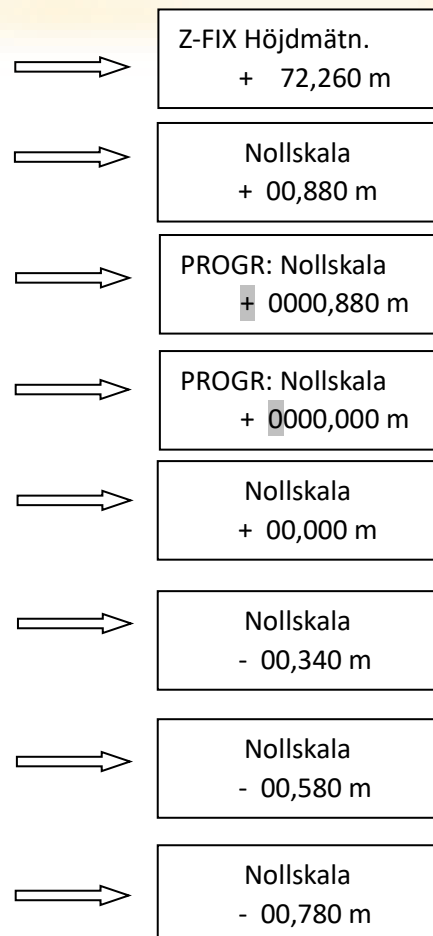 Z-FIX Höjdmätn.
+ 72,260 m
Nollskala
+ 00,880 m
PROGR: Nollskala
+ 0000,880 m
PROGR: Nollskala
+ 0000,000 m
Nollskala
+ 00,000 m
Nollskala
- 00,340 m
Nollskala
- 00,580 m
Nollskala
- 00,780 m